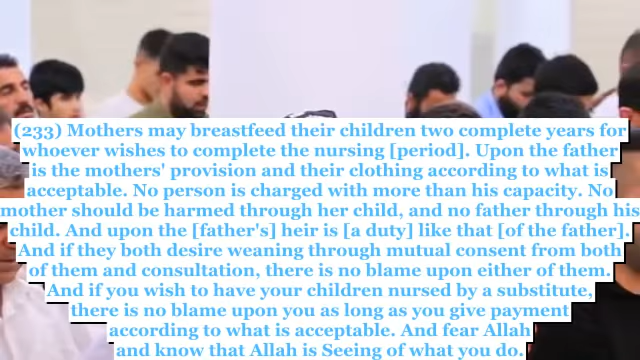 (233) Mothers may breastfeed their children two complete years for
whoever wishes to complete the nursing [period]. Upon the father
is the mothers' provision and their clothing according to what is
acceptable. No person is charged with more than his capacity. No
mother should be harmed through her child, and no father through his
child. And upon the [father's] heir is [a duty] like that [of the father].
And if they both desire weaning through mutual consent from both
of them and consultation, there is no blame upon either of them.
And if you wish to have your children nursed by a substitute,
there is no blame upon you as long as you give payment
according to what is acceptable. And fear Allah
and know that Allah is Seeing of what you do.